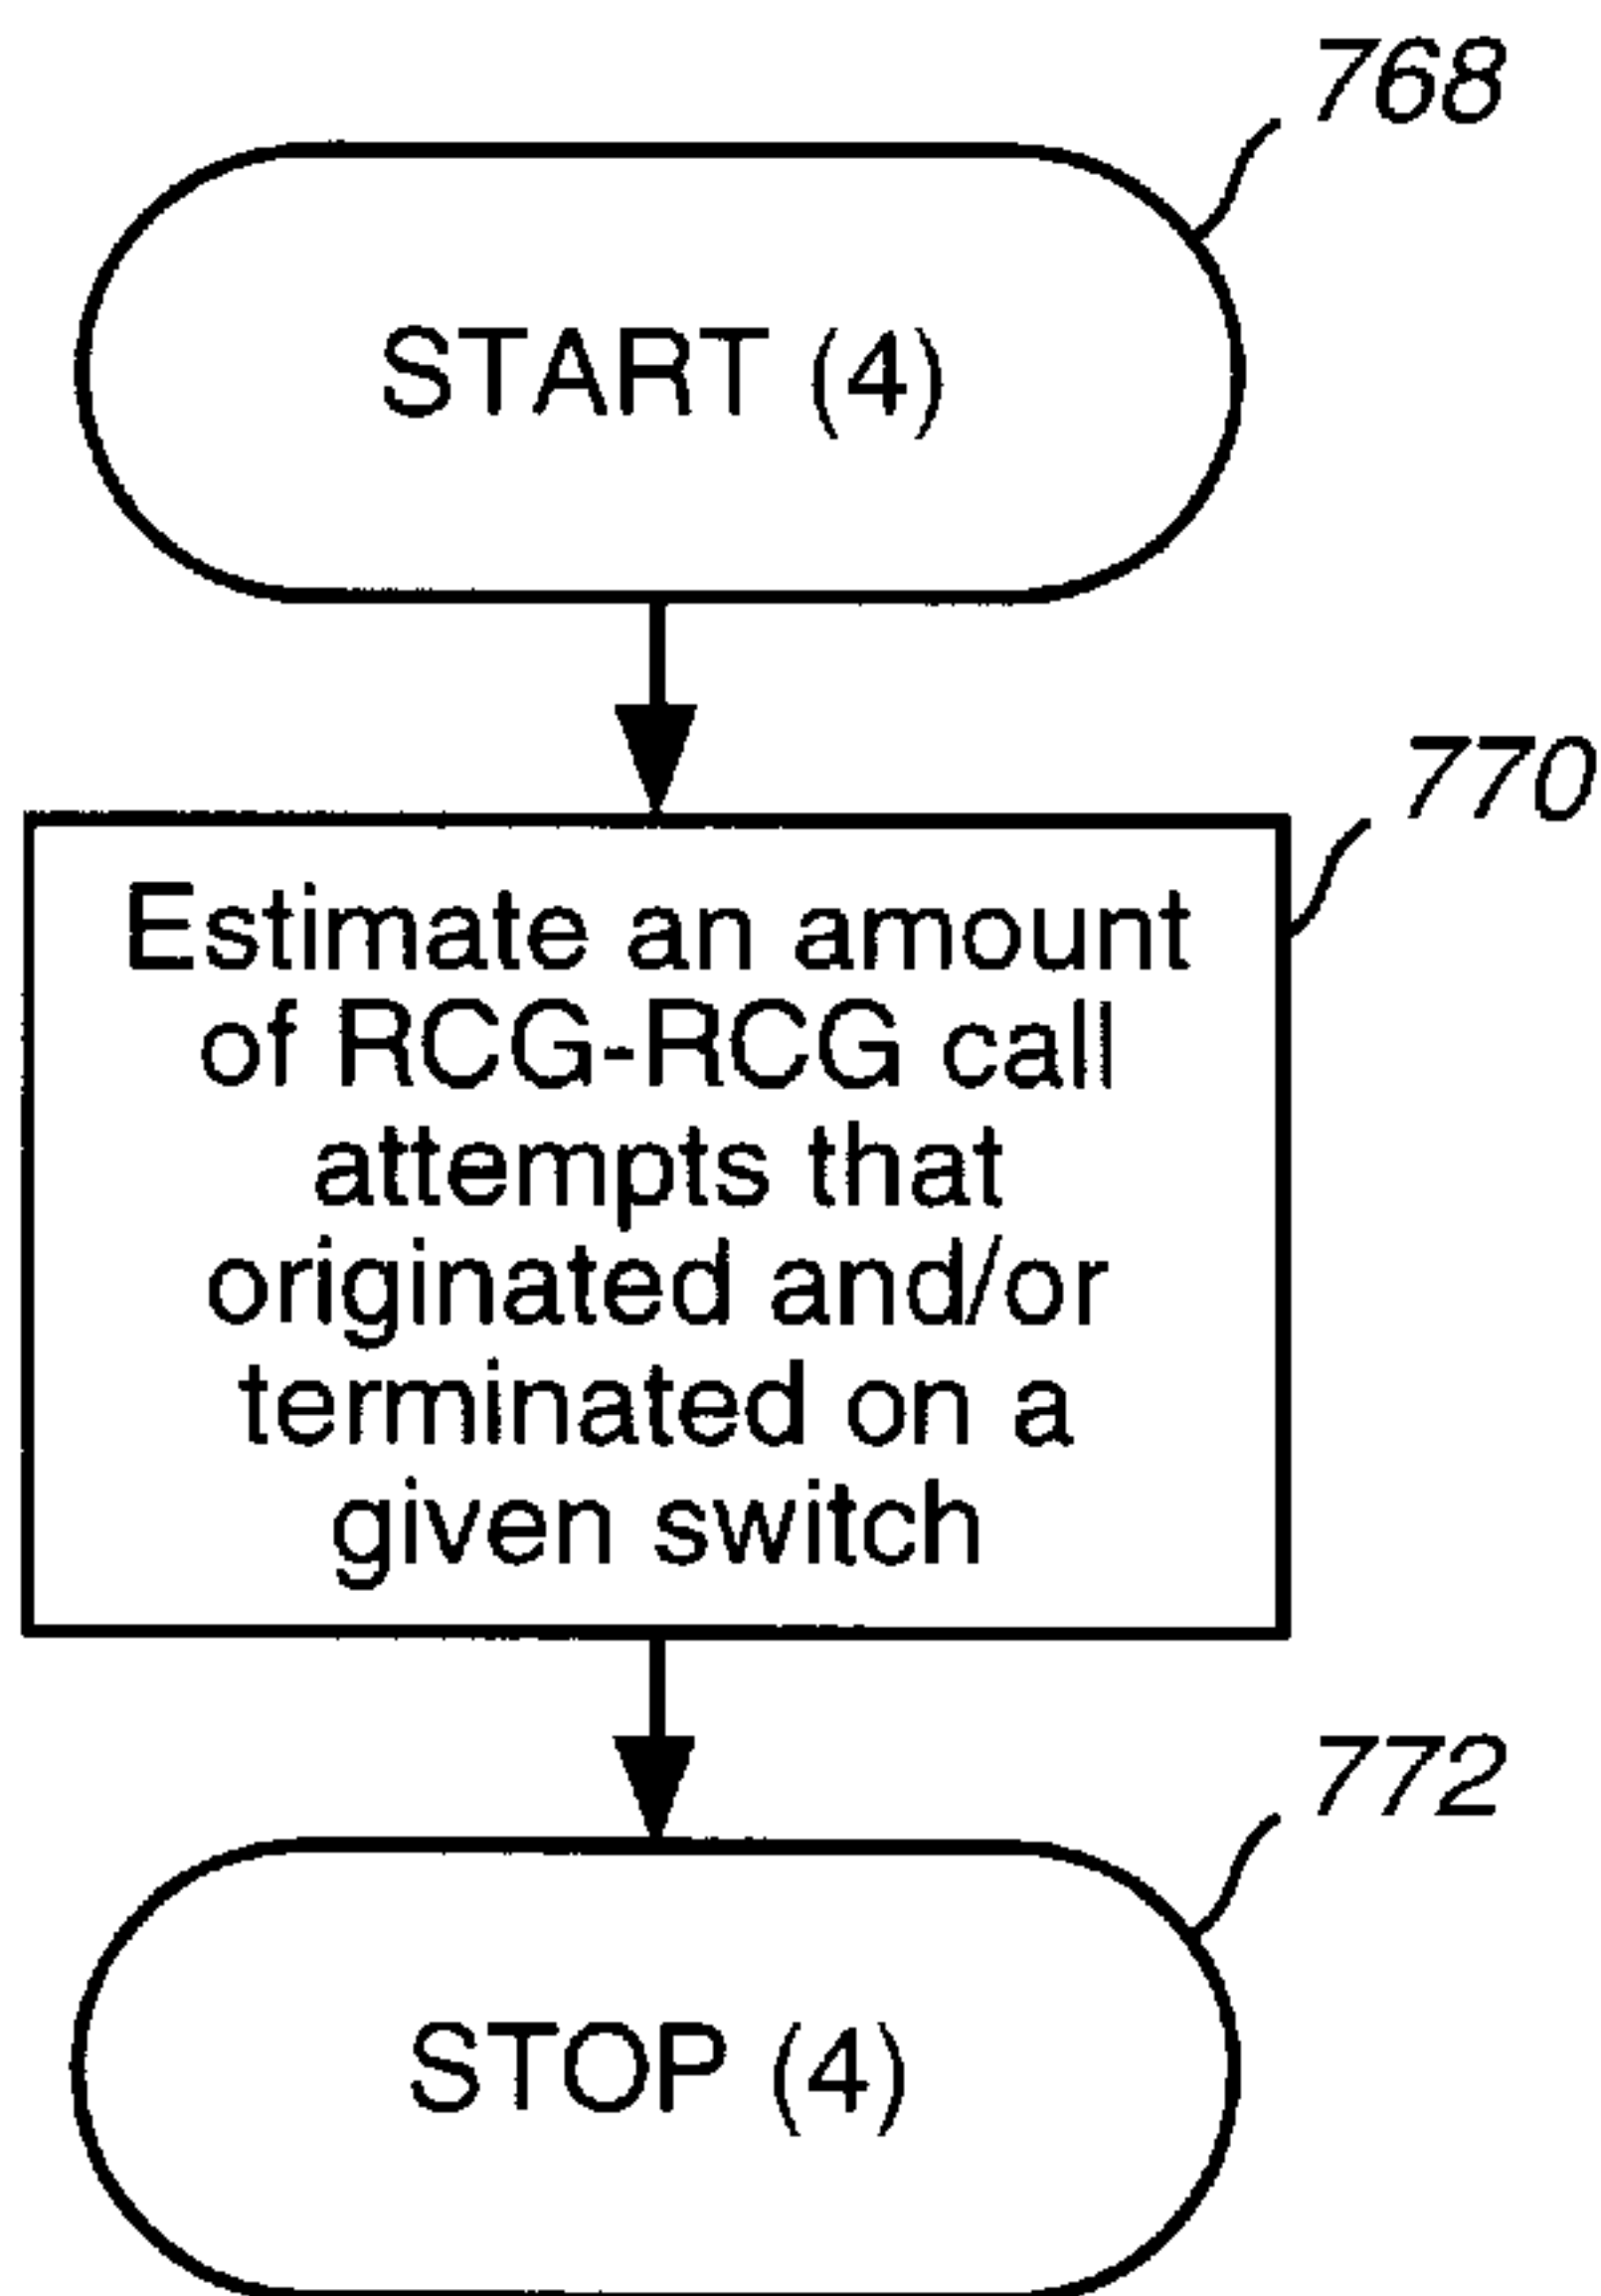 768
START (4)
770
Estimate an amount
of RCG-RCG call
attempts that
originated and/or
terminated on a
given switch
772
STOP (4)